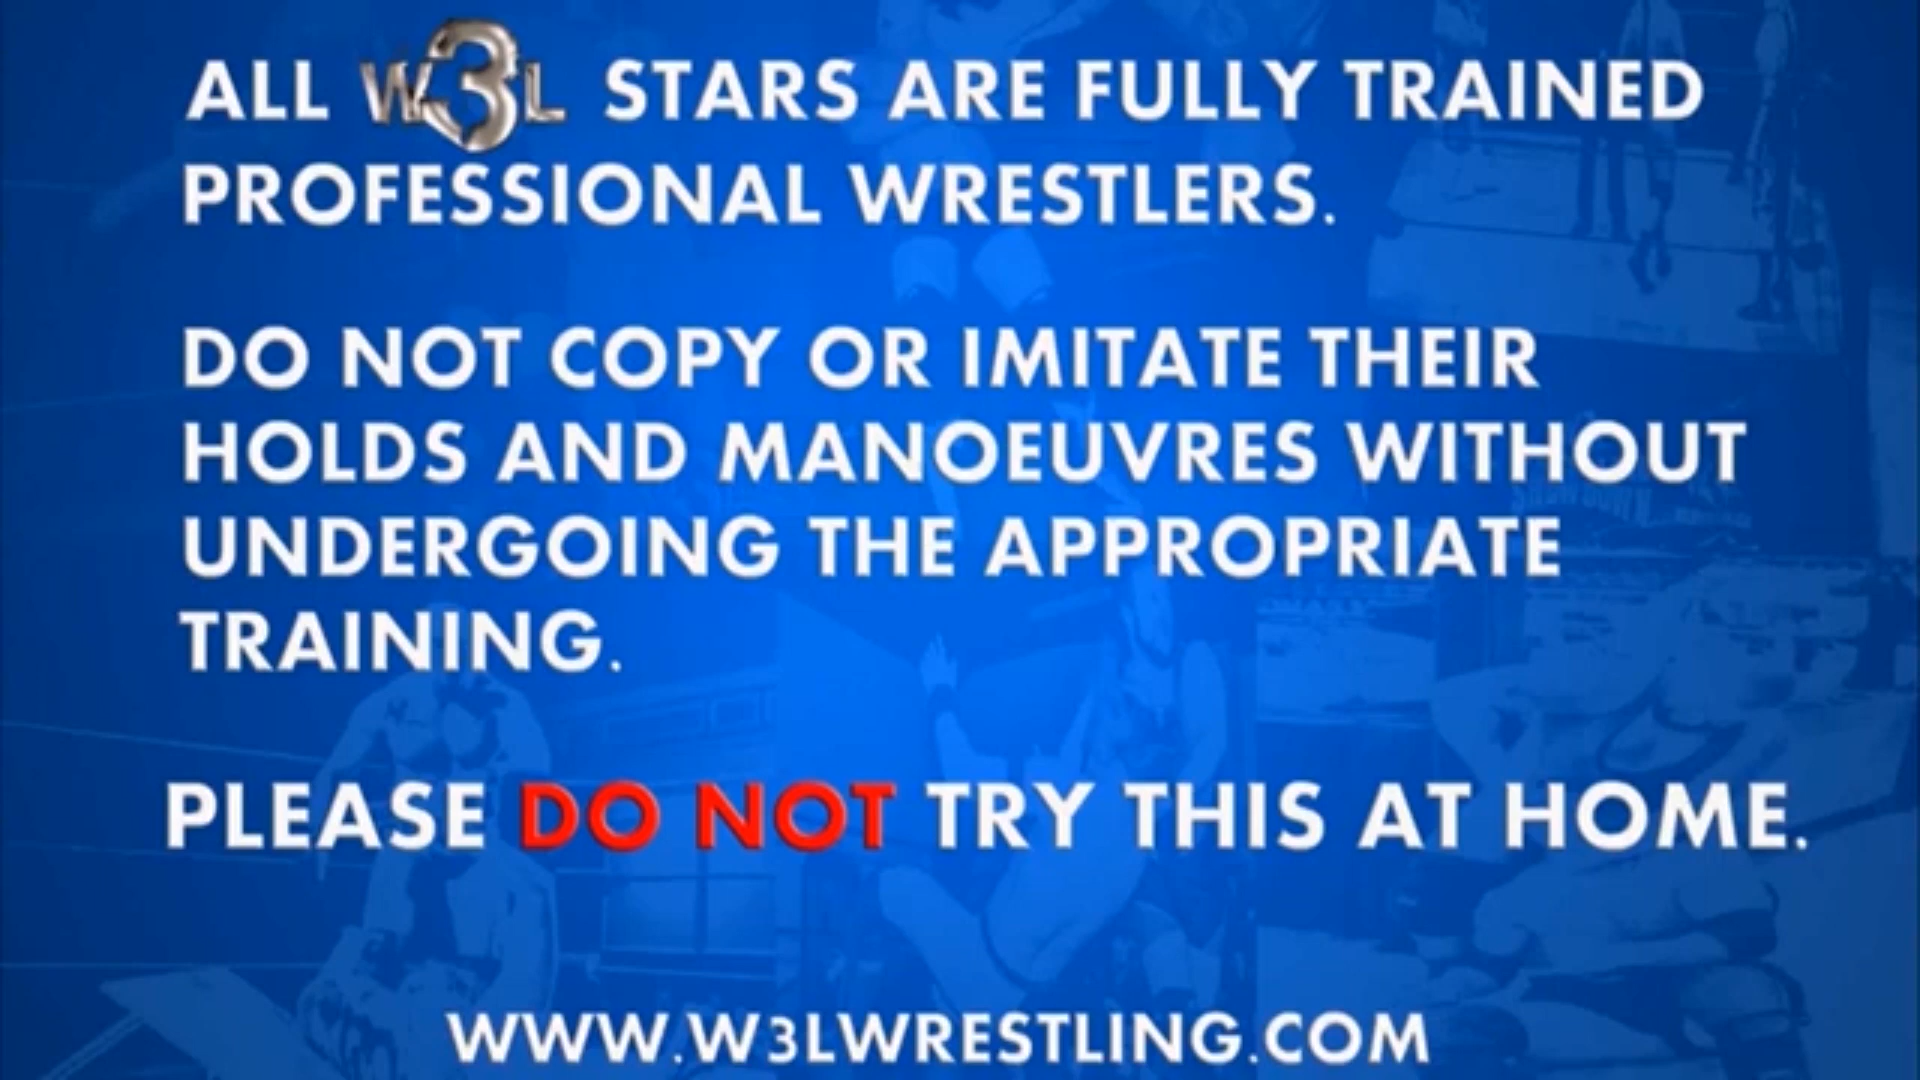 ALL W3L STARS ARE FULLY TRAINED
PROFESSIONAL WRESTLERS.
DO NOT COPY OR IMITATE THEIR
HOLDS AND MANOEUVRES WITHOUT
UNDERGOING THE APPROPRIATE
TRAINING.
PLEASE DO NOT TRY THIS AT HOME.
WWW.W3LWRESTLING.COM